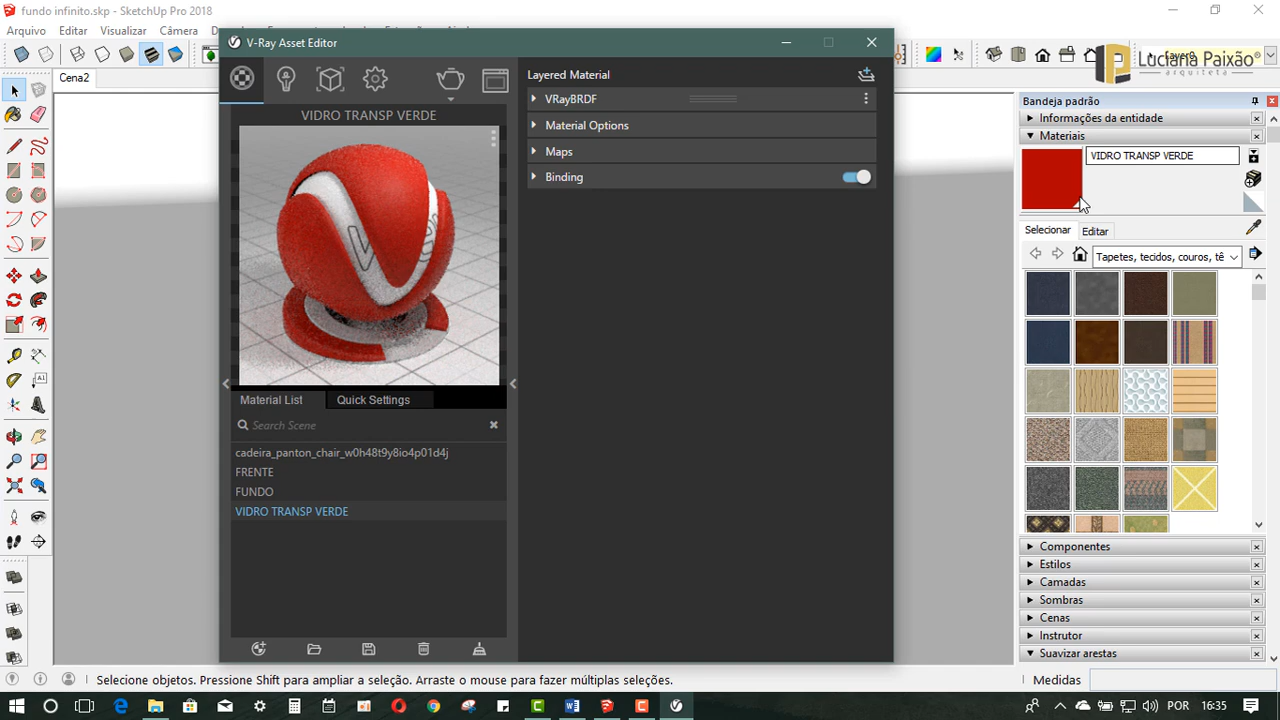 fundo infinito.skp - SketchUp Pro 2018
Arquivo
Editar
Visualizar
Câmera
V-Ray Asset Editor
Layered Material
Luciana Paixão
arquiteta
Cena2
VRayBRDF
Bandeja padrão
VIDRO TRANSP VERDE
Material Options
Informações da entidade
Materiais
Maps
VIDRO TRANSP VERDE
Binding
Selecionar
Editar
Tapetes, tecidos, couros, tê
Material List
Quick Settings
Search Scene
cadeira_panton_chair_w0h48t9y8io4p01d4j
FRENTE
FUNDO
VIDRO TRANSP VERDE
Componentes
Estilos
Camadas
Sombras
Cenas
Instrutor
Suavizar arestas
Selecione objetos. Pressione Shift para ampliar a seleção. Arraste o mouse para fazer múltiplas seleções.
Medidas
POR
16:35